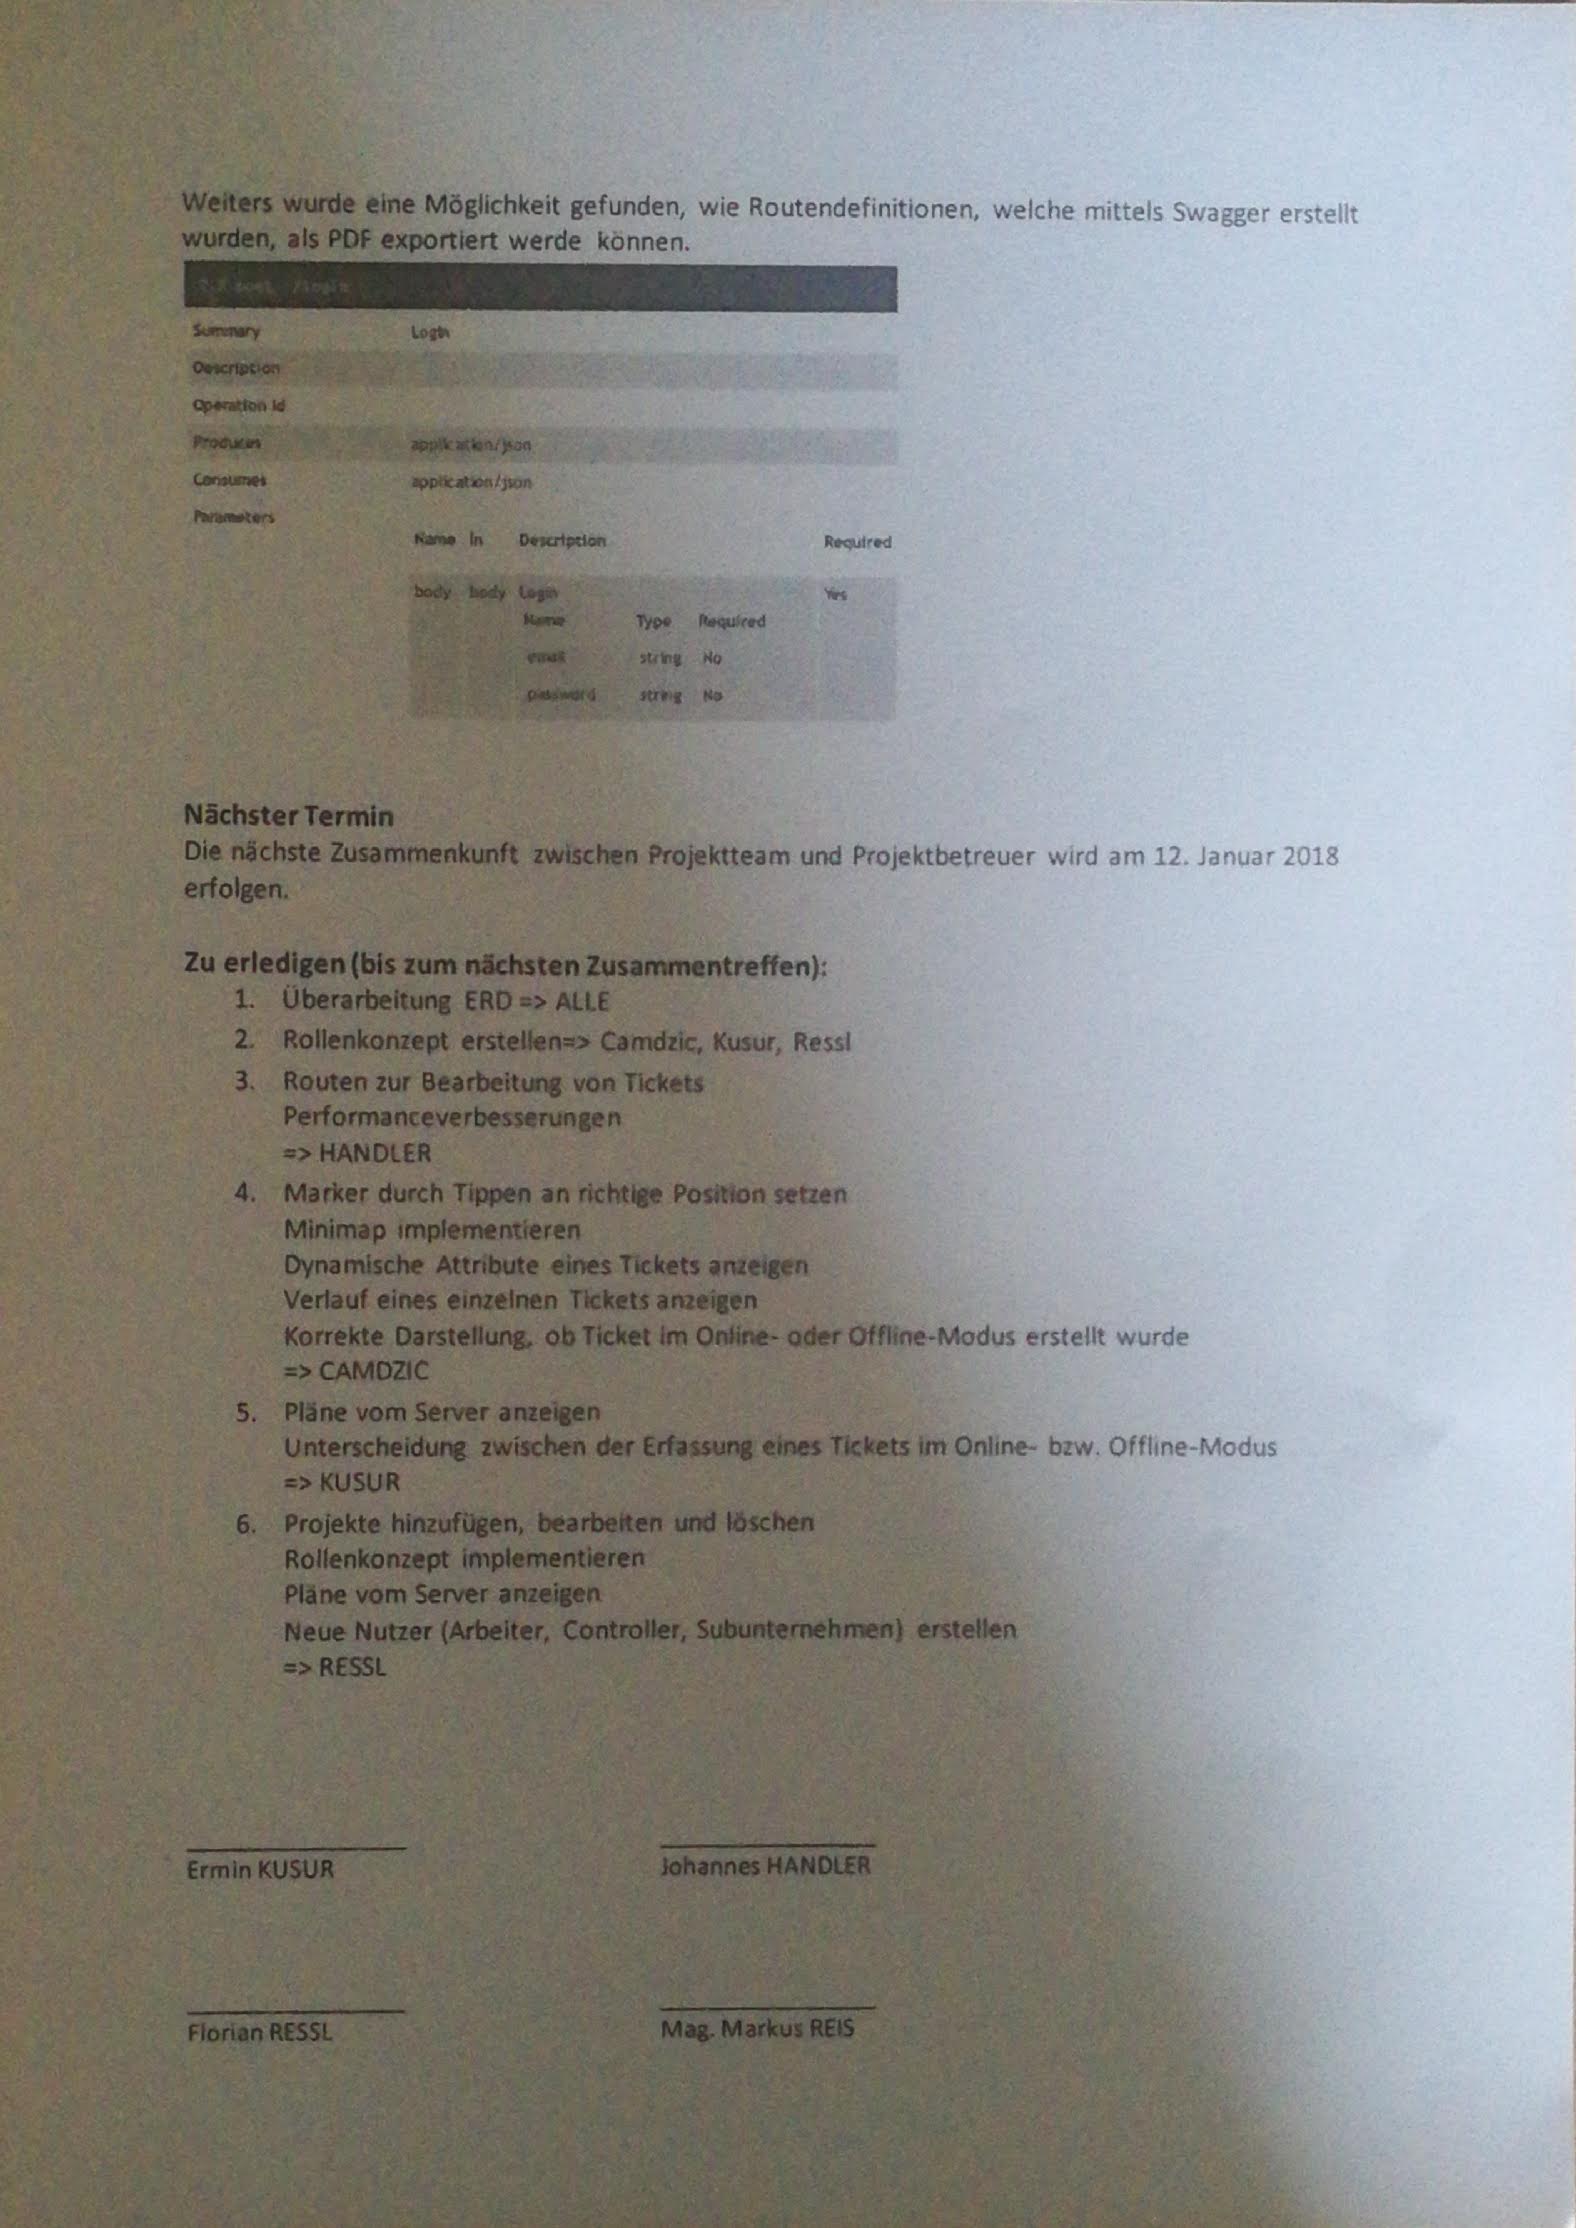 Weiters wurde eine Möglichkeit gefunden, wie Routendefinitionen, welche mittels Swagger erstellt
wurden, als PDF exportiert werde können.
Summary Login
Description
Operation Id
Produces application/json
Consumes application/json
Parameters
Name In Description Required
body body Login Yes
Name Type Required
email string No
password string No
Nächster Termin
Die nächste Zusammenkunft zwischen Projektteam und Projektbetreuer wird am 12. Januar 2018
erfolgen.
Zu erledigen (bis zum nächsten Zusammentreffen):
1. Überarbeitung ERD => ALLE
2. Rollenkonzept erstellen=> Camdzic, Kusur, Ressl
3. Routen zur Bearbeitung von Tickets
Performanceverbesserungen
=> HANDLER
4. Marker durch Tippen an richtige Position setzen
Minimap implementieren
Dynamische Attribute eines Tickets anzeigen
Verlauf eines einzelnen Tickets anzeigen
Korrekte Darstellung, ob Ticket im Online- oder Offline-Modus erstellt wurde
=> CAMDZIC
5. Pläne vom Server anzeigen
Unterscheidung zwischen der Erfassung eines Tickets im Online- bzw. Offline-Modus
=> KUSUR
6. Projekte hinzufügen, bearbeiten und löschen
Rollenkonzept implementieren
Pläne vom Server anzeigen
Neue Nutzer (Arbeiter, Controller, Subunternehmen) erstellen
=> RESSL
Ermin KUSUR Johannes HANDLER
Florian RESSL Mag. Markus REIS